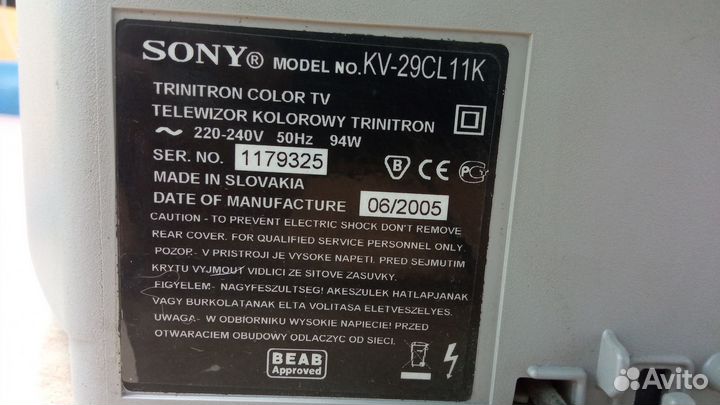 SONY® MODEL NO. KV-29CL11K
TRINITRON COLOR TV
TELEWIZOR KOLOROWY TRINITRON
~ 220-240V 50Hz 94W
SER. NO. 1179325
MADE IN SLOVAKIA
DATE OF MANUFACTURE 06/2005
CAUTION - TO PREVENT ELECTRIC SHOCK DON'T REMOVE
REAR COVER. FOR QUALIFIED SERVICE PERSONNEL ONLY.
POZOR - V PRISTROJI JE VYSOKE NAPETI. PRED SEJMUTIM
KRYTU VYJMOUT VIDLICI ZE SITOVE ZASUVKY.
FIGYELEM- NAGYFESZULTSEG! AKESZULEK HATLAPJANAK
VAGY BURKOLATANAK ELTA VOLITASA ELETVESZELYES.
UWAGA - W ODBIORNIKU WYSOKIE NAPIECIE! PRZED
OTWARCIEM OBUDOWY ODLACZYC OD SIECI.
B CE PG
BEAB
Approved
Avito